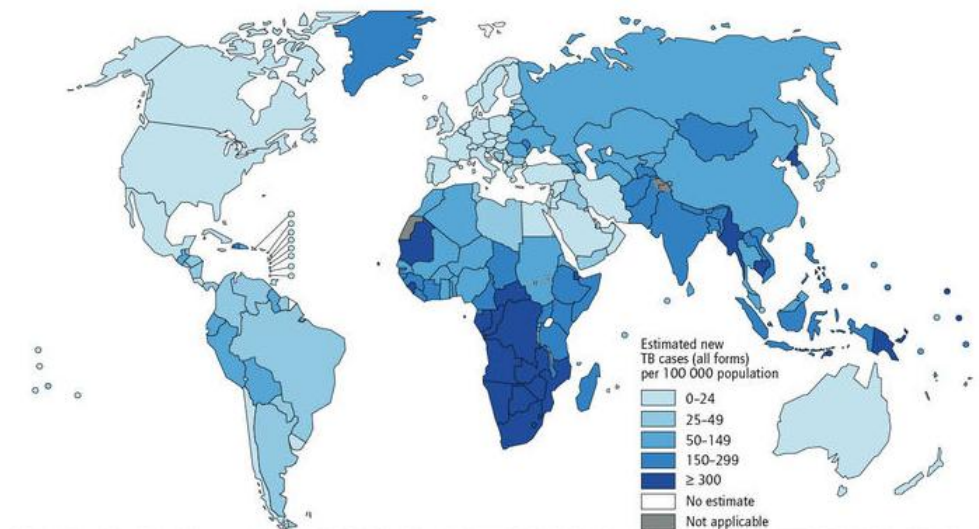 Estimated new
TB cases (all forms)
per 100 000 population
0–24
25–49
50–149
150–299
≥ 300
No estimate
Not applicable